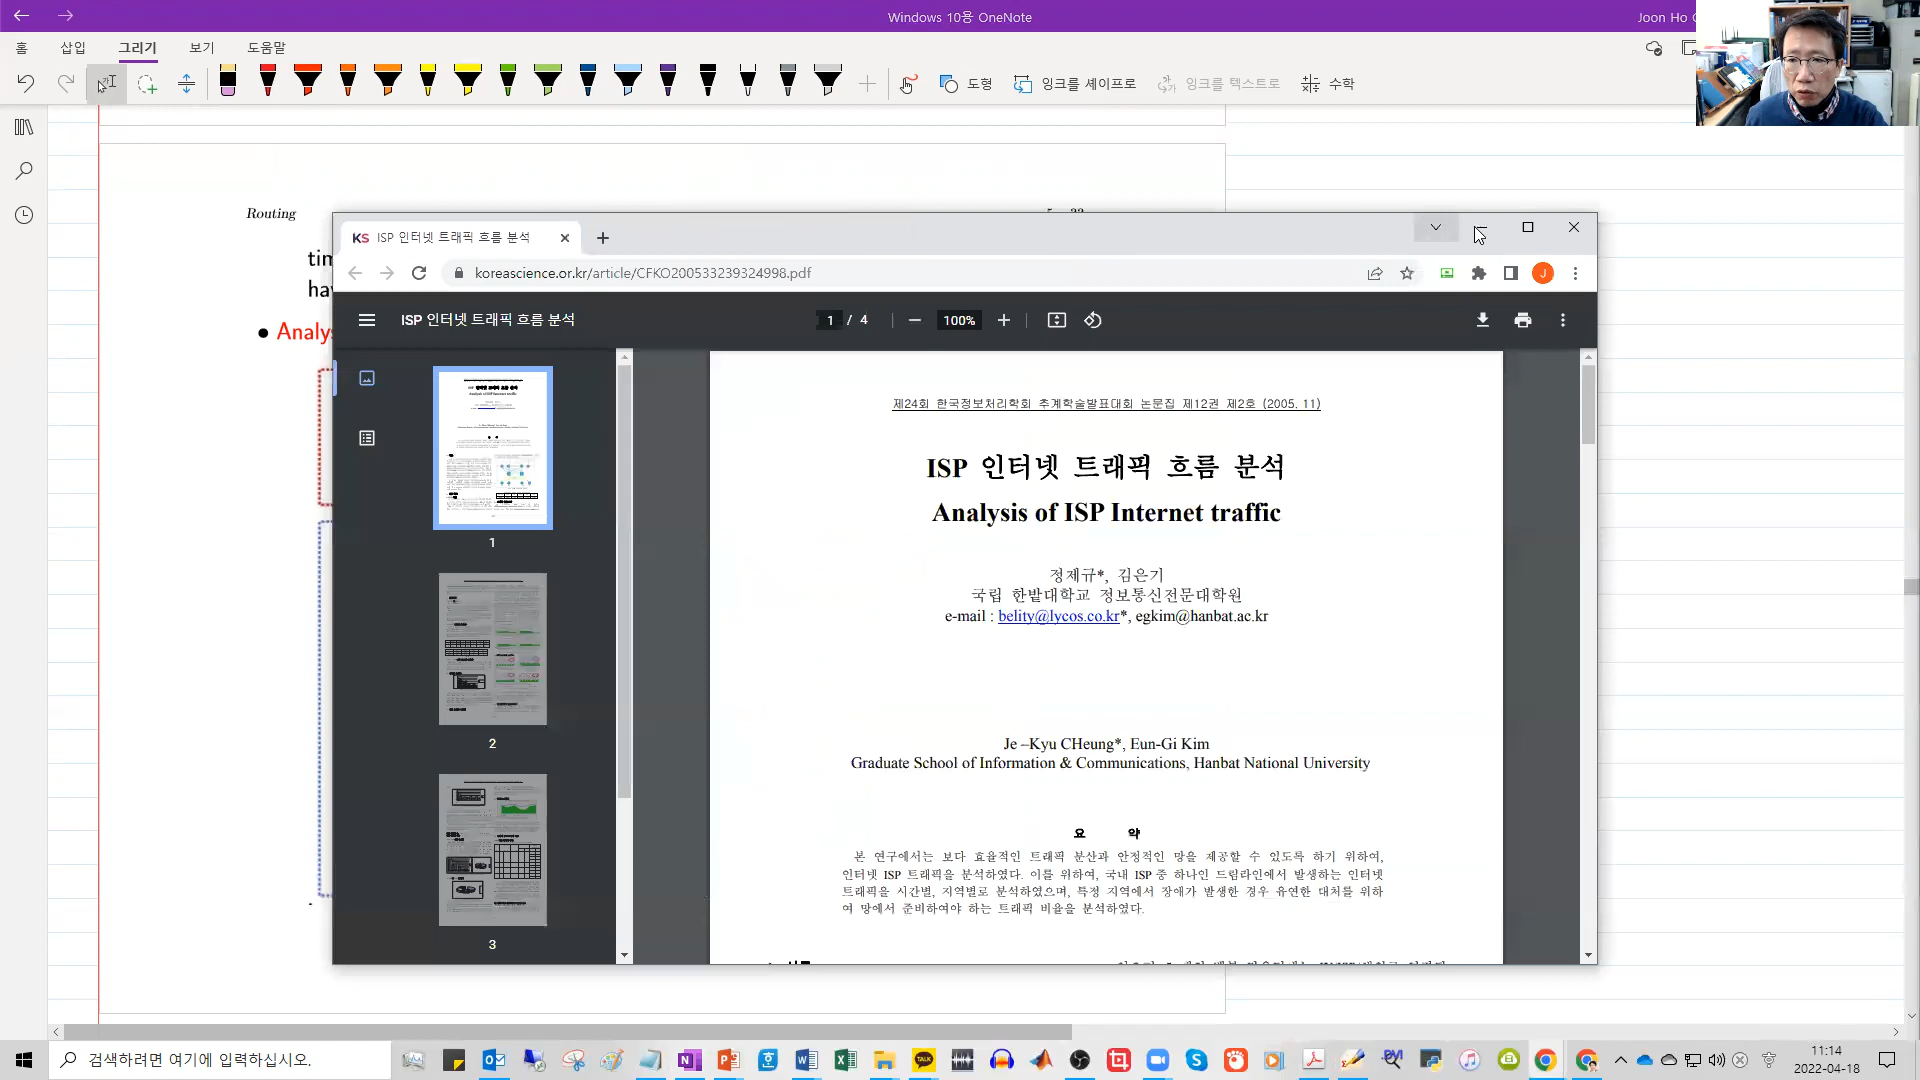 Windows 10용 OneNote
Joon Ho
홈 삽입 그리기 보기 도움말
도형 잉크를 셰이프로 잉크를 텍스트로 수학
Routing
tim
hav
Analys
KS ISP 인터넷 트래픽 흐름 분석
koreascience.or.kr/article/CFKO200533239324998.pdf
J
ISP 인터넷 트래픽 흐름 분석
1 / 4
100%
1
2
3
제24회 한국정보처리학회 추계학술발표대회 논문집 제12권 제2호 (2005. 11)
ISP 인터넷 트래픽 흐름 분석
Analysis of ISP Internet traffic
정제규*, 김은기
국립 한밭대학교 정보통신전문대학원
e-mail : belity@lycos.co.kr*, egkim@hanbat.ac.kr
Je –Kyu CHeung*, Eun-Gi Kim
Graduate School of Information & Communications, Hanbat National University
요 약
본 연구에서는 보다 효율적인 트래픽 분산과 안정적인 망을 제공할 수 있도록 하기 위하여,
인터넷 ISP 트래픽을 분석하였다. 이를 위하여, 국내 ISP 중 하나인 드림라인에서 발생하는 인터넷
트래픽을 시간별, 지역별로 분석하였으며, 특정 지역에서 장애가 발생한 경우 유연한 대처를 위하
여 망에서 준비하여야 하는 트래픽 비율을 분석하였다.
검색하려면 여기에 입력하십시오.
TALK
오전 11:14
2022-04-18